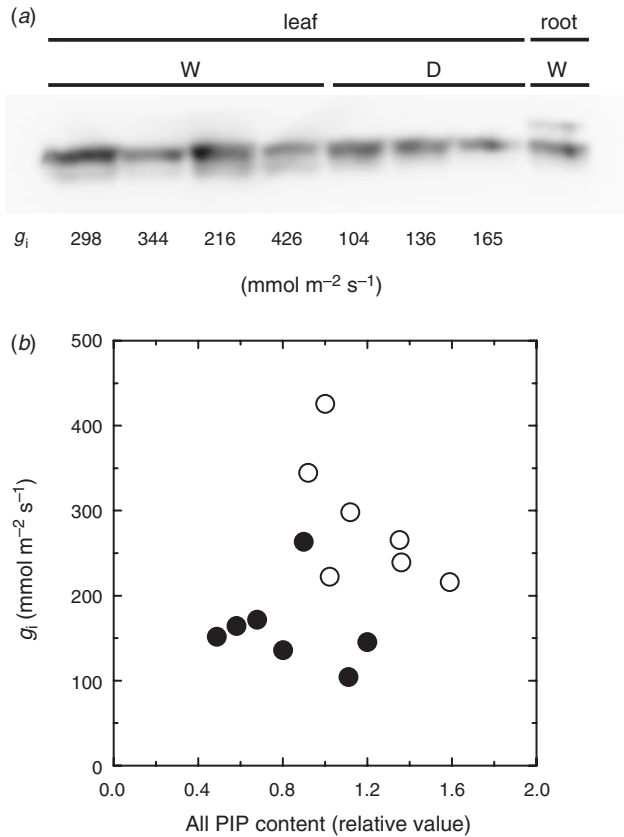 (a)
leaf root
W D W
gi 298 344 216 426 104 136 165
(mmol m⁻² s⁻¹)
(b)
500
400
300
200
100
0
gi (mmol m⁻² s⁻¹)
0.0 0.4 0.8 1.2 1.6 2.0
All PIP content (relative value)